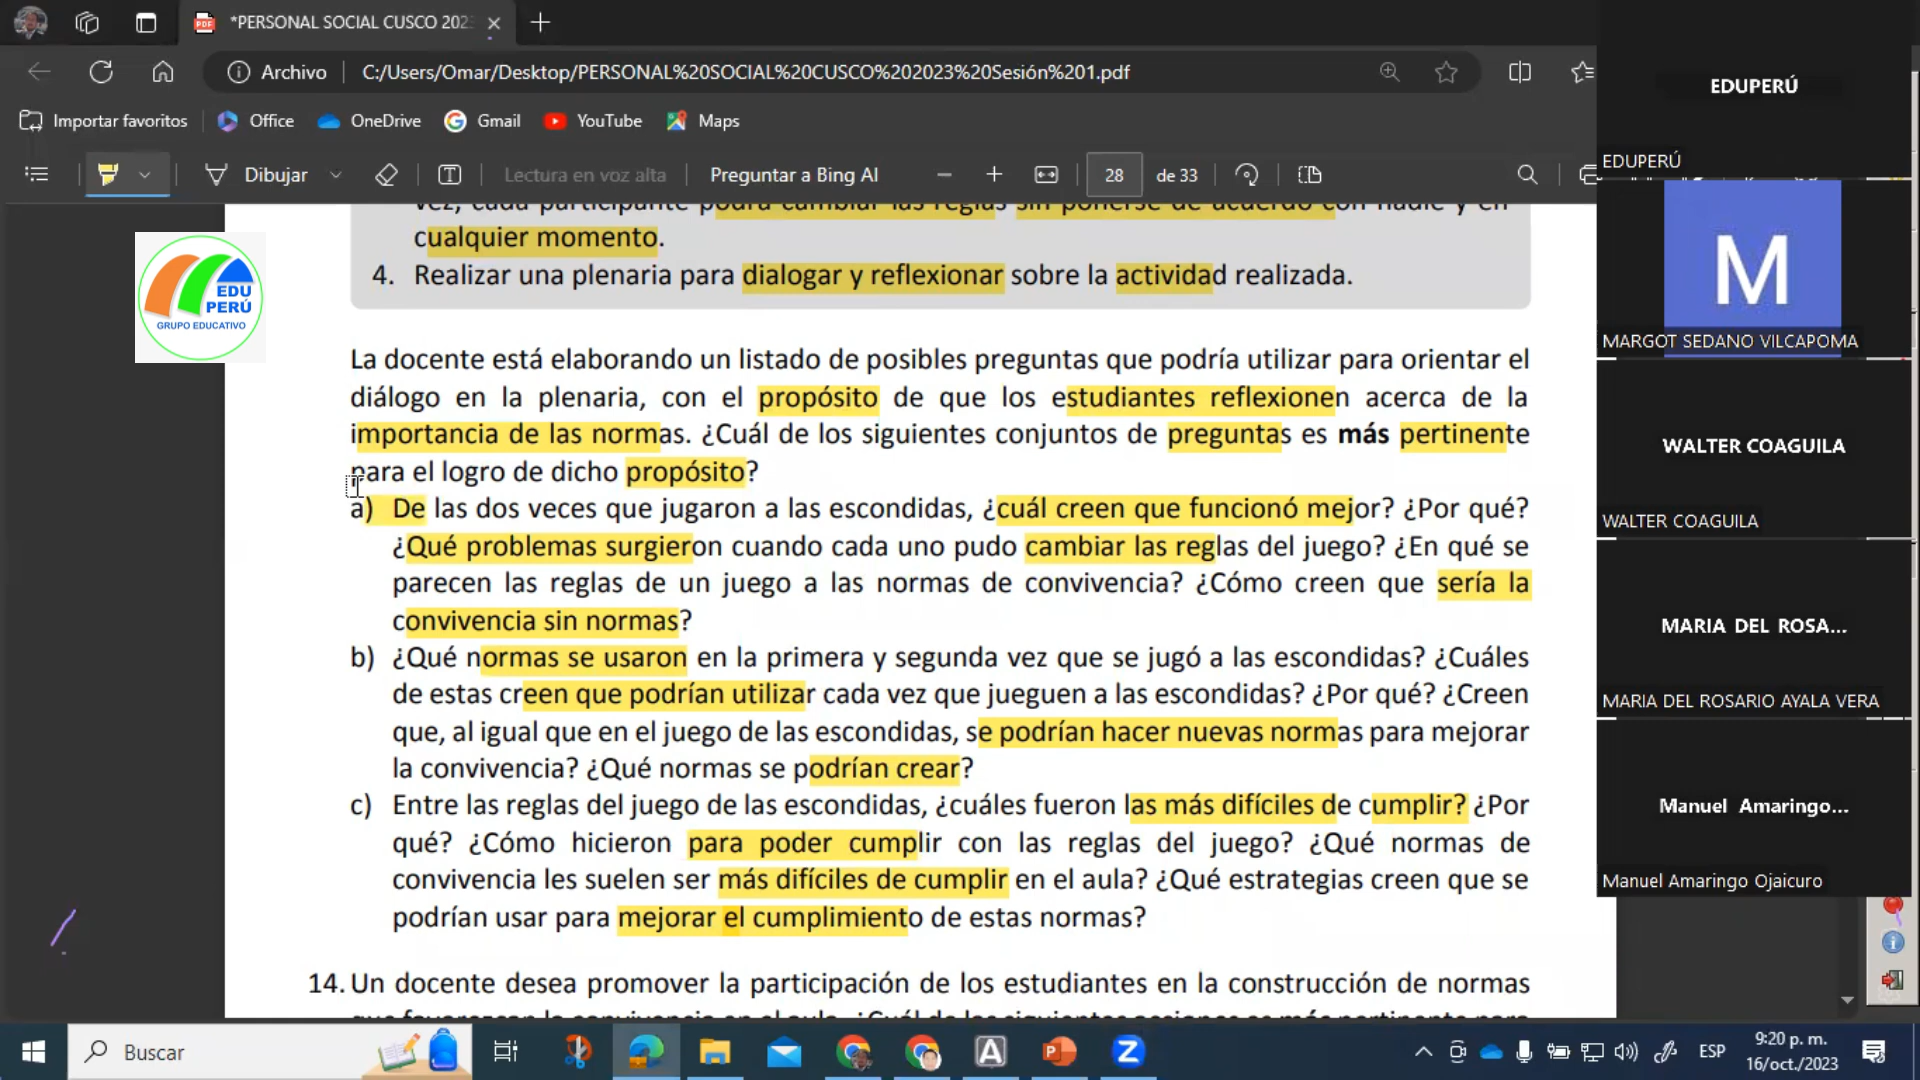 *PERSONAL SOCIAL CUSCO 202
Archivo
C:/Users/Omar/Desktop/PERSONAL%20SOCIAL%20CUSCO%202023%20Sesión%201.pdf
Importar favoritos
Office
OneDrive
Gmail
YouTube
Maps
Dibujar
Lectura en voz alta
Preguntar a Bing AI
28
de 33
vez, cada participante podrá cambiar las reglas sin ponerse de acuerdo con nadie y en
cualquier momento.
4. Realizar una plenaria para dialogar y reflexionar sobre la actividad realizada.
EDU
PERÚ
GRUPO EDUCATIVO
La docente está elaborando un listado de posibles preguntas que podría utilizar para orientar el
diálogo en la plenaria, con el propósito de que los estudiantes reflexionen acerca de la
importancia de las normas. ¿Cuál de los siguientes conjuntos de preguntas es más pertinente
para el logro de dicho propósito?
a) De las dos veces que jugaron a las escondidas, ¿cuál creen que funcionó mejor? ¿Por qué?
¿Qué problemas surgieron cuando cada uno pudo cambiar las reglas del juego? ¿En qué se
parecen las reglas de un juego a las normas de convivencia? ¿Cómo creen que sería la
convivencia sin normas?
b) ¿Qué normas se usaron en la primera y segunda vez que se jugó a las escondidas? ¿Cuáles
de estas creen que podrían utilizar cada vez que jueguen a las escondidas? ¿Por qué? ¿Creen
que, al igual que en el juego de las escondidas, se podrían hacer nuevas normas para mejorar
la convivencia? ¿Qué normas se podrían crear?
c) Entre las reglas del juego de las escondidas, ¿cuáles fueron las más difíciles de cumplir? ¿Por
qué? ¿Cómo hicieron para poder cumplir con las reglas del juego? ¿Qué normas de
convivencia les suelen ser más difíciles de cumplir en el aula? ¿Qué estrategias creen que se
podrían usar para mejorar el cumplimiento de estas normas?
14. Un docente desea promover la participación de los estudiantes en la construcción de normas
EDUPERÚ
EDUPERÚ
M
MARGOT SEDANO VILCAPOMA
WALTER COAGUILA
WALTER COAGUILA
MARIA DEL ROSA...
MARIA DEL ROSARIO AYALA VERA
Manuel Amaringo...
Manuel Amaringo Ojaicuro
Buscar
ESP
9:20 p. m.
16/oct./2023